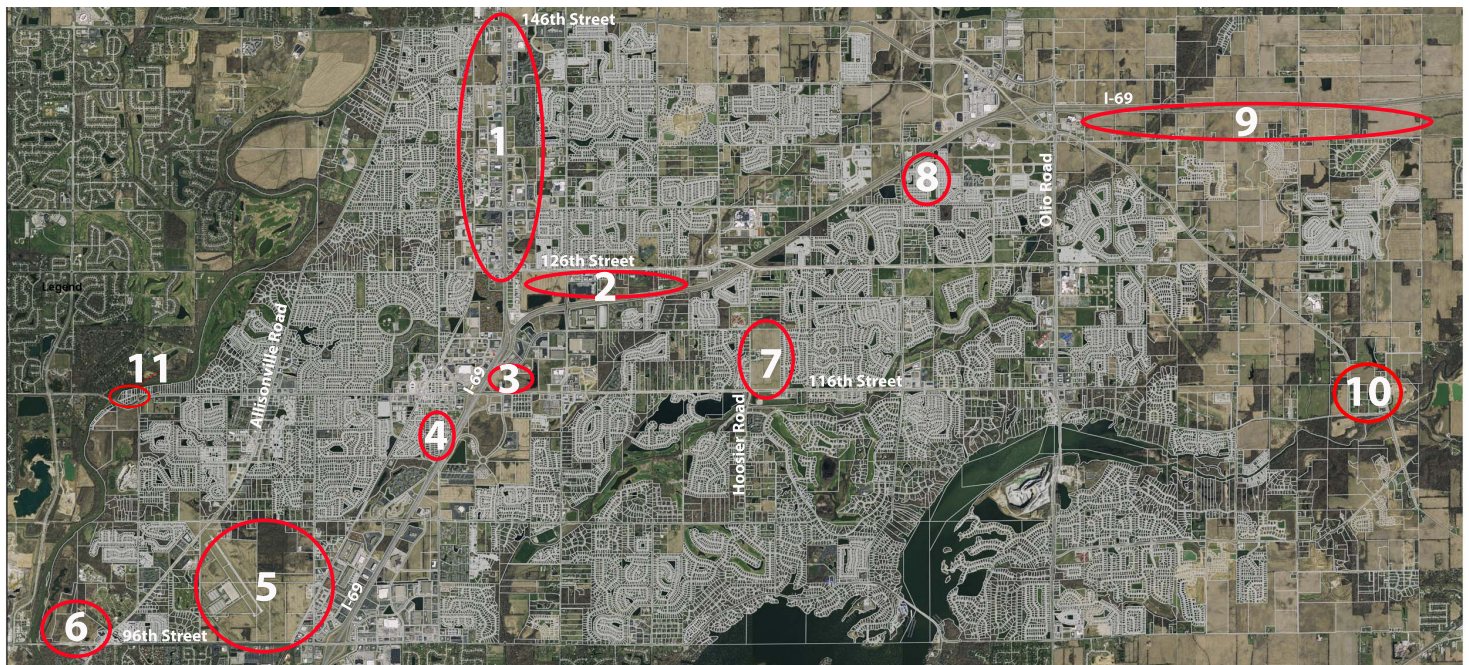 146th Street
1
I-69
9
8
Olio Road
126th Street
2
Legend
Allisonville Road
11
7
3
I-69
116th Street
10
4
Hoosier Road
5
I-69
6
96th Street